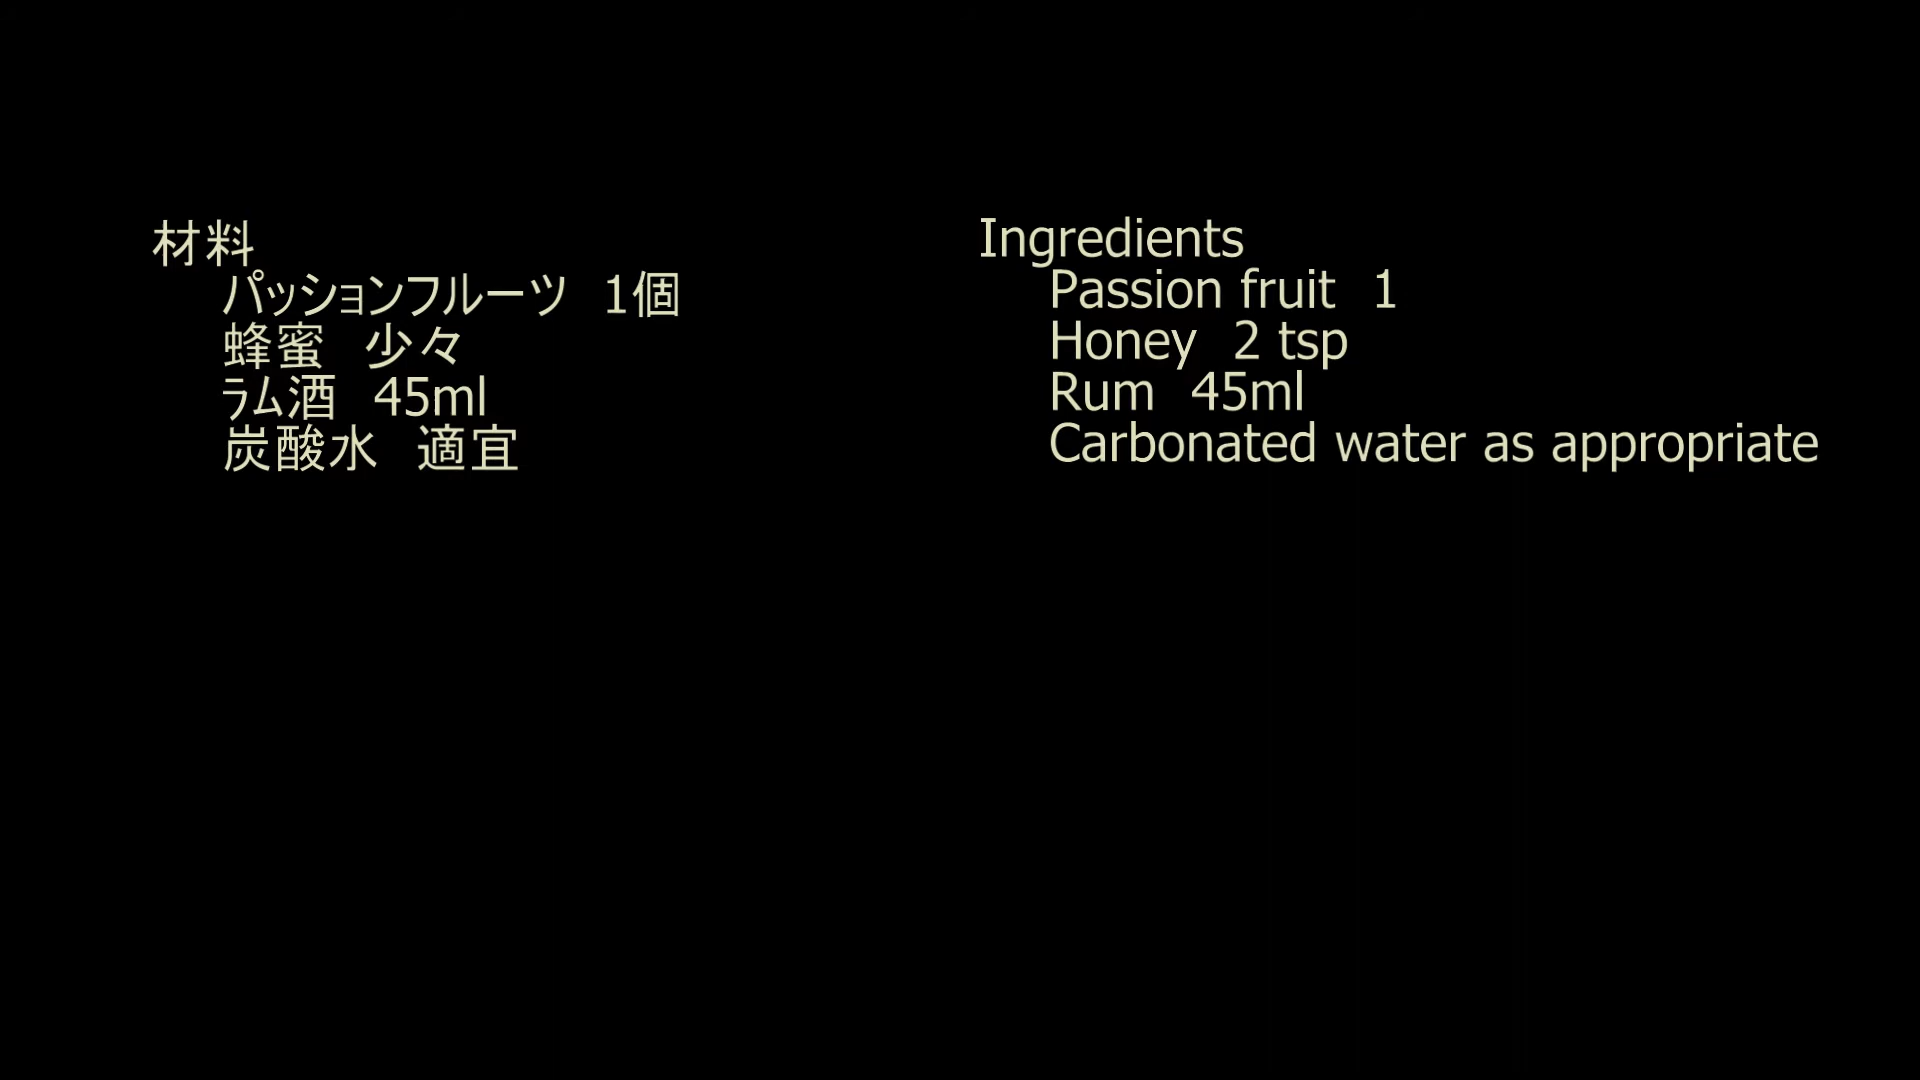 材料
パッションフルーツ 1個
蜂蜜 少々
ラム酒 45ml
炭酸水 適宜
Ingredients
Passion fruit 1
Honey 2 tsp
Rum 45ml
Carbonated water as appropriate